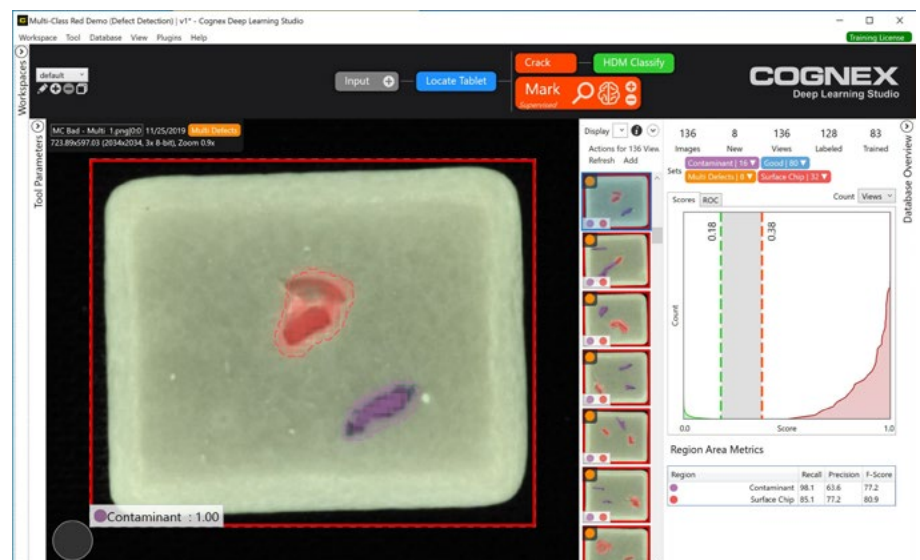 Multi-Class Red Demo (Defect Detection) | v1* - Cognex Deep Learning Studio
Workspace Tool Database View Plugins Help
Training License
Workspaces
default
Input
Locate Tablet
Crack
HDM Classify
Mark
Supervised
COGNEX
Deep Learning Studio
Tool Parameters
MC Bad - Multi_1.png|0:0 11/25/2019 Multi Defects
723.89x597.03 (2034x2034, 3x 8-bit), Zoom 0.9x
Contaminant : 1.00
Display
Actions for 136 View
Refresh Add
136 8 136 128 83
Images New Views Labeled Trained
Sets Contaminant | 16 Good | 80
Multi Defects | 8 Surface Chip | 32
Scores ROC Count Views
0.18 0.38
Count
0.0 Score 1.0
Region Area Metrics
Region Recall Precision F-Score
Contaminant 98.1 63.6 77.2
Surface Chip 85.1 77.2 80.9
Database Overview